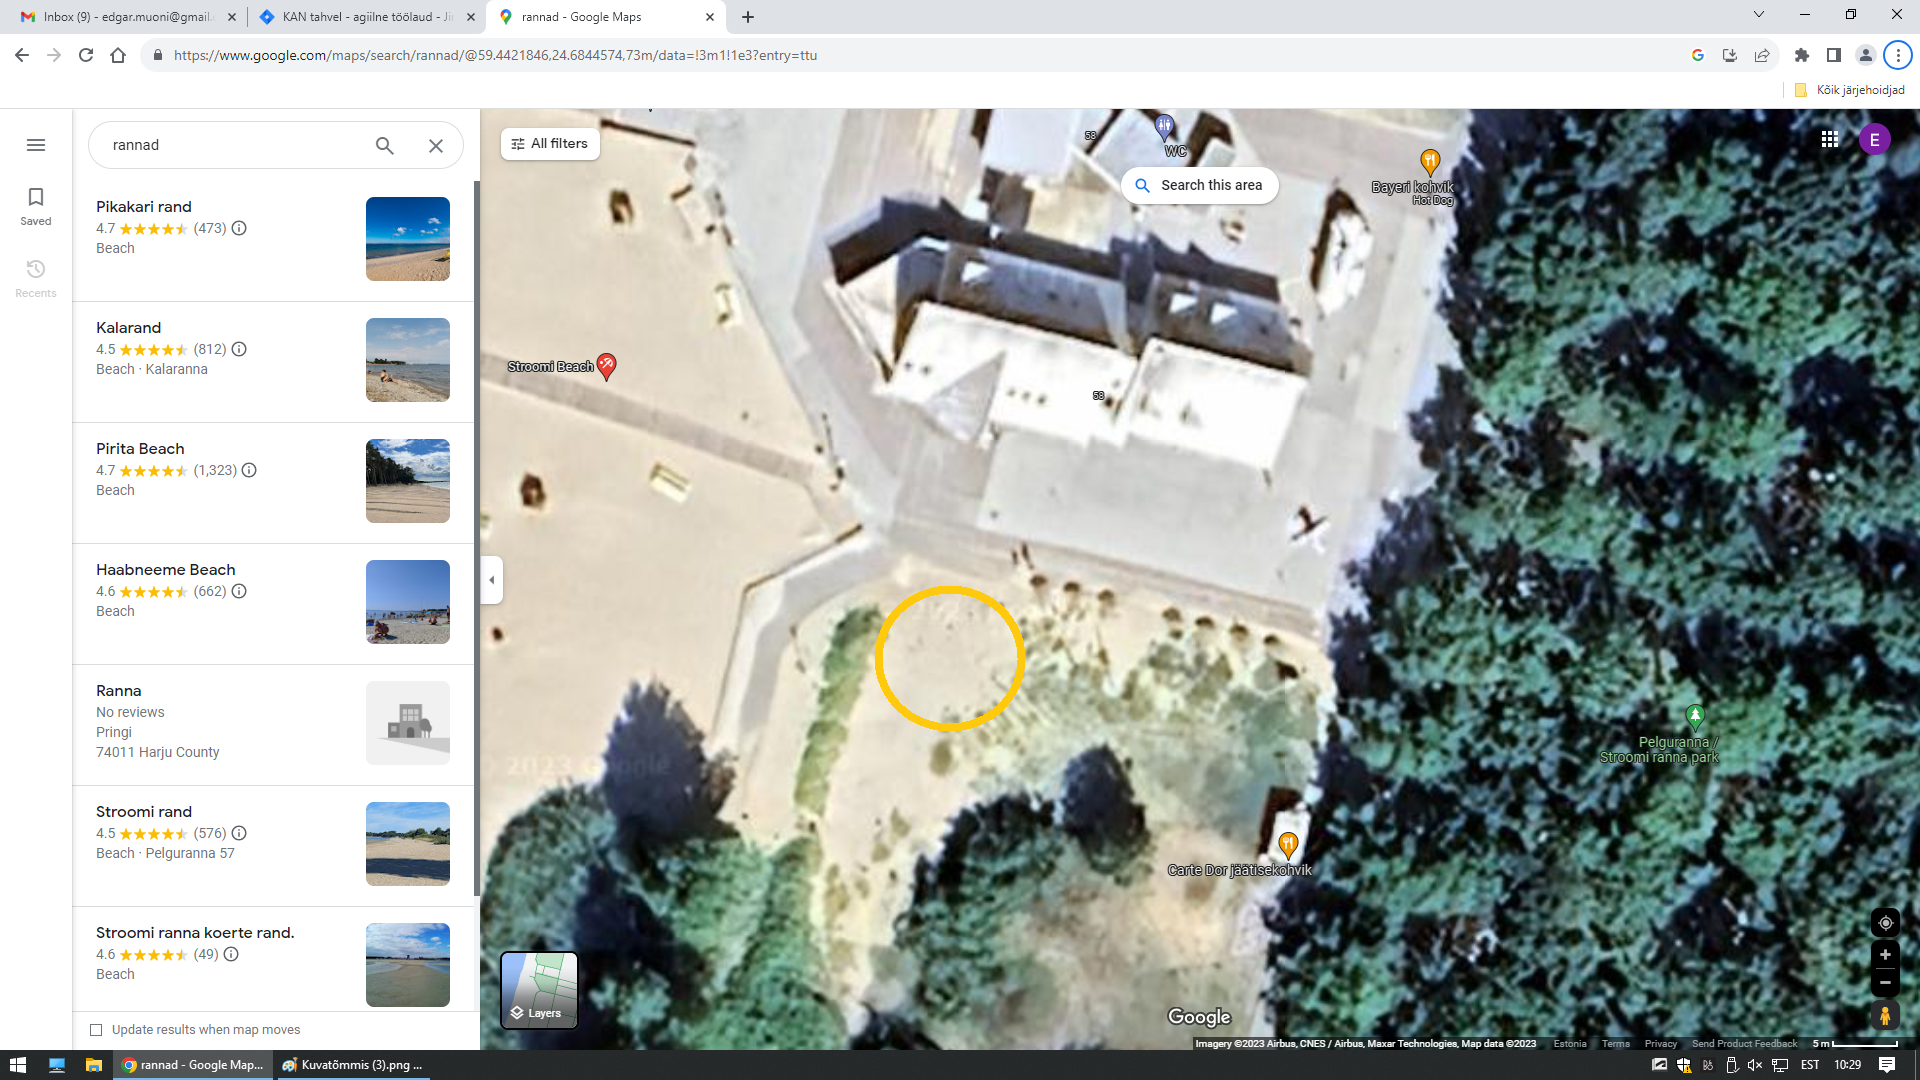 Inbox (9) - edgar.muoni@gmail.
KAN tahvel - agiilne töölaud - Jir
rannad - Google Maps
https://www.google.com/maps/search/rannad/@59.4421846,24.6844574,73m/data=!3m1!1e3?entry=ttu
Kõik järjehoidjad
rannad
Saved
Recents
Pikakari rand
4.7 (473)
Beach
Kalarand
4.5 (812)
Beach · Kalaranna
Pirita Beach
4.7 (1,323)
Beach
Haabneeme Beach
4.6 (662)
Beach
Ranna
No reviews
Pringi
74011 Harju County
Stroomi rand
4.5 (576)
Beach · Pelguranna 57
Stroomi ranna koerte rand.
4.6 (49)
Beach
Update results when map moves
All filters
58
WC
Search this area
Bayeri kohvik
Hot Dog
E
Stroomi Beach
58
Pelguranna /
Stroomi ranna park
Carte Dor jäätisekohvik
2023 Google
Layers
Google
Imagery ©2023 Airbus, CNES / Airbus, Maxar Technologies, Map data ©2023
Estonia
Terms
Privacy
Send Product Feedback
5 m
rannad - Google Map...
Kuvatõmmis (3).png ...
EST
10:29